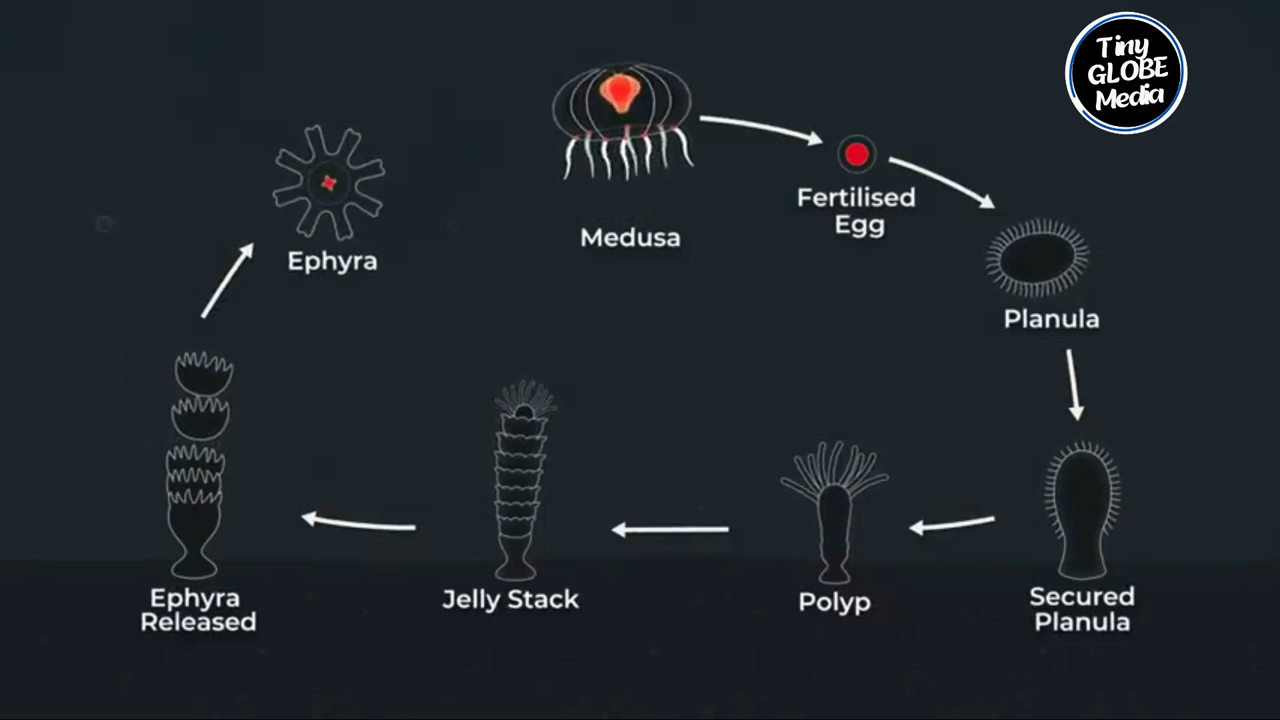 Tiny
GLOBE
Media
Medusa
Fertilised
Egg
Planula
Secured
Planula
Polyp
Jelly Stack
Ephyra
Released
Ephyra